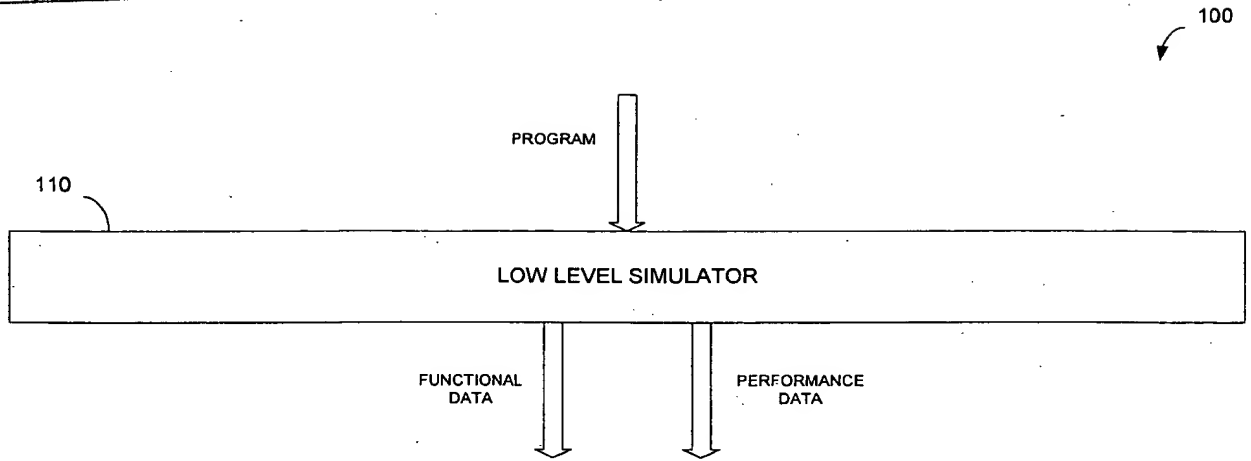 100
PROGRAM
110
LOW LEVEL SIMULATOR
FUNCTIONAL
DATA
PERFORMANCE
DATA